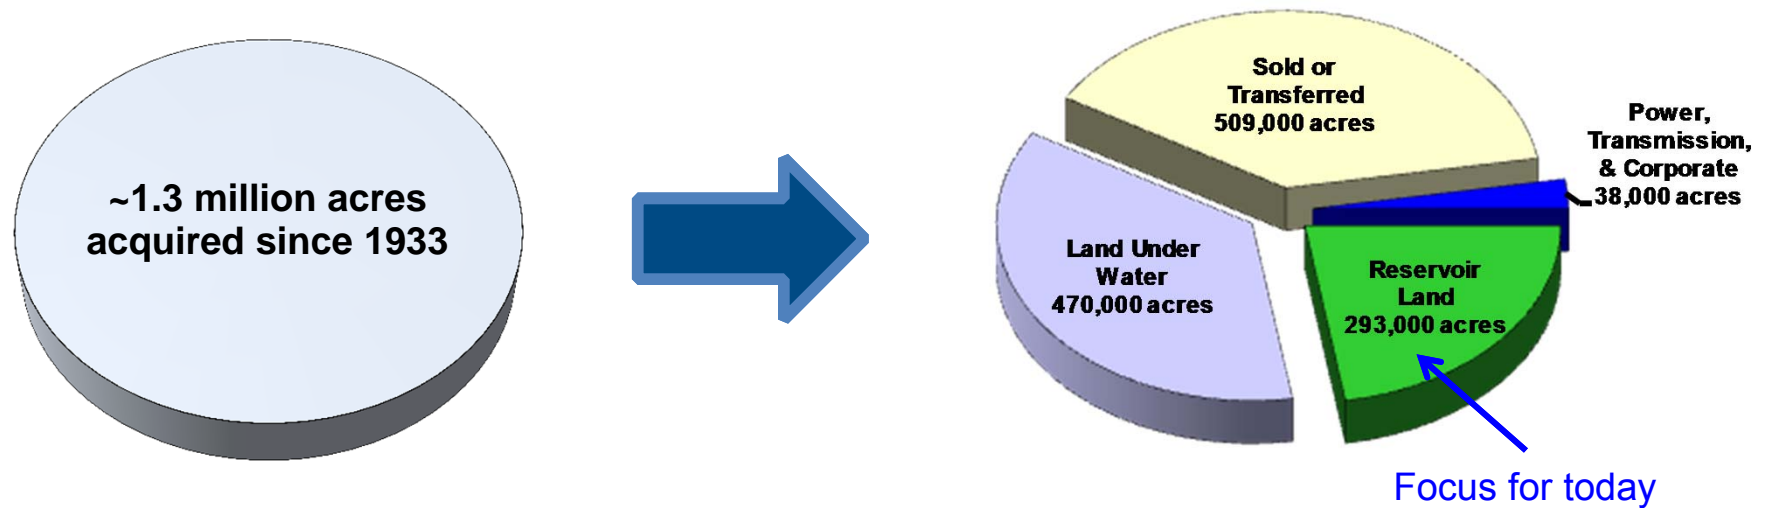 ~1.3 million acres
acquired since 1933
Sold or
Transferred
509,000 acres
Power,
Transmission,
& Corporate
38,000 acres
Land Under
Water
470,000 acres
Reservoir
Land
293,000 acres
Focus for today